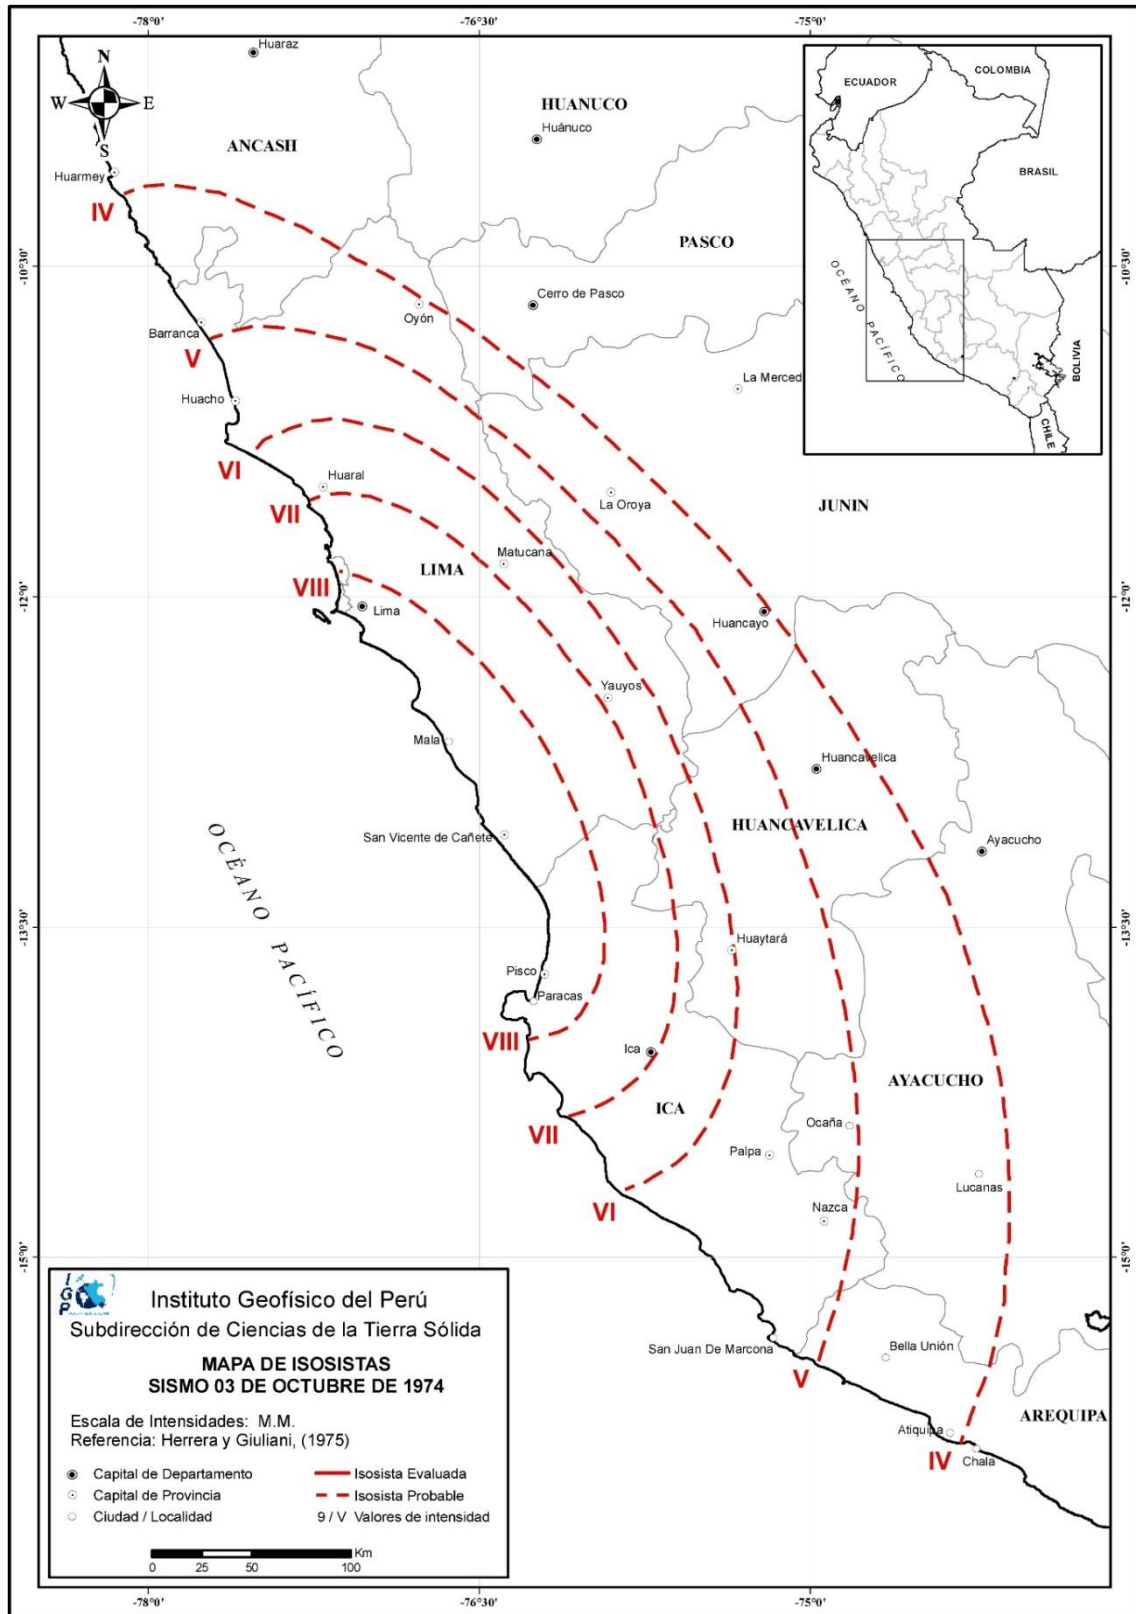 -78°0'
-76°30'
-75°0'
Huaraz
N
W
E
S
HUANUCO
Huánuco
ANCASH
ECUADOR
COLOMBIA
BRASIL
OCÉANO PACÍFICO
BOLIVIA
CHILE
Huarmey
IV
PASCO
-10°30'
-10°30'
Cerro de Pasco
Oyón
Barranca
V
La Merced
Huacho
VI
Huaral
VII
La Oroya
JUNIN
Matucana
LIMA
VIII
-12°0'
-12°0'
Lima
Huancayo
Yauyos
Mala
Huancavelica
HUANCAVELICA
San Vicente de Cañete
Ayacucho
OCÉANO PACÍFICO
-13°30'
-13°30'
Huaytará
Pisco
Paracas
VIII
Ica
AYACUCHO
ICA
VII
Ocaña
Palpa
Lucanas
VI
Nazca
-15°0'
-15°0'
San Juan De Marcona
Bella Unión
V
AREQUIPA
Atiquipa
IV
Chala
IGP
Instituto Geofísico del Perú
Subdirección de Ciencias de la Tierra Sólida
MAPA DE ISOSISTAS
SISMO 03 DE OCTUBRE DE 1974
Escala de Intensidades: M.M.
Referencia: Herrera y Giuliani, (1975)
Capital de Departamento
Isosista Evaluada
Capital de Provincia
Isosista Probable
Ciudad / Localidad
9 / V Valores de intensidad
Km
0 25 50 100
-78°0'
-76°30'
-75°0'